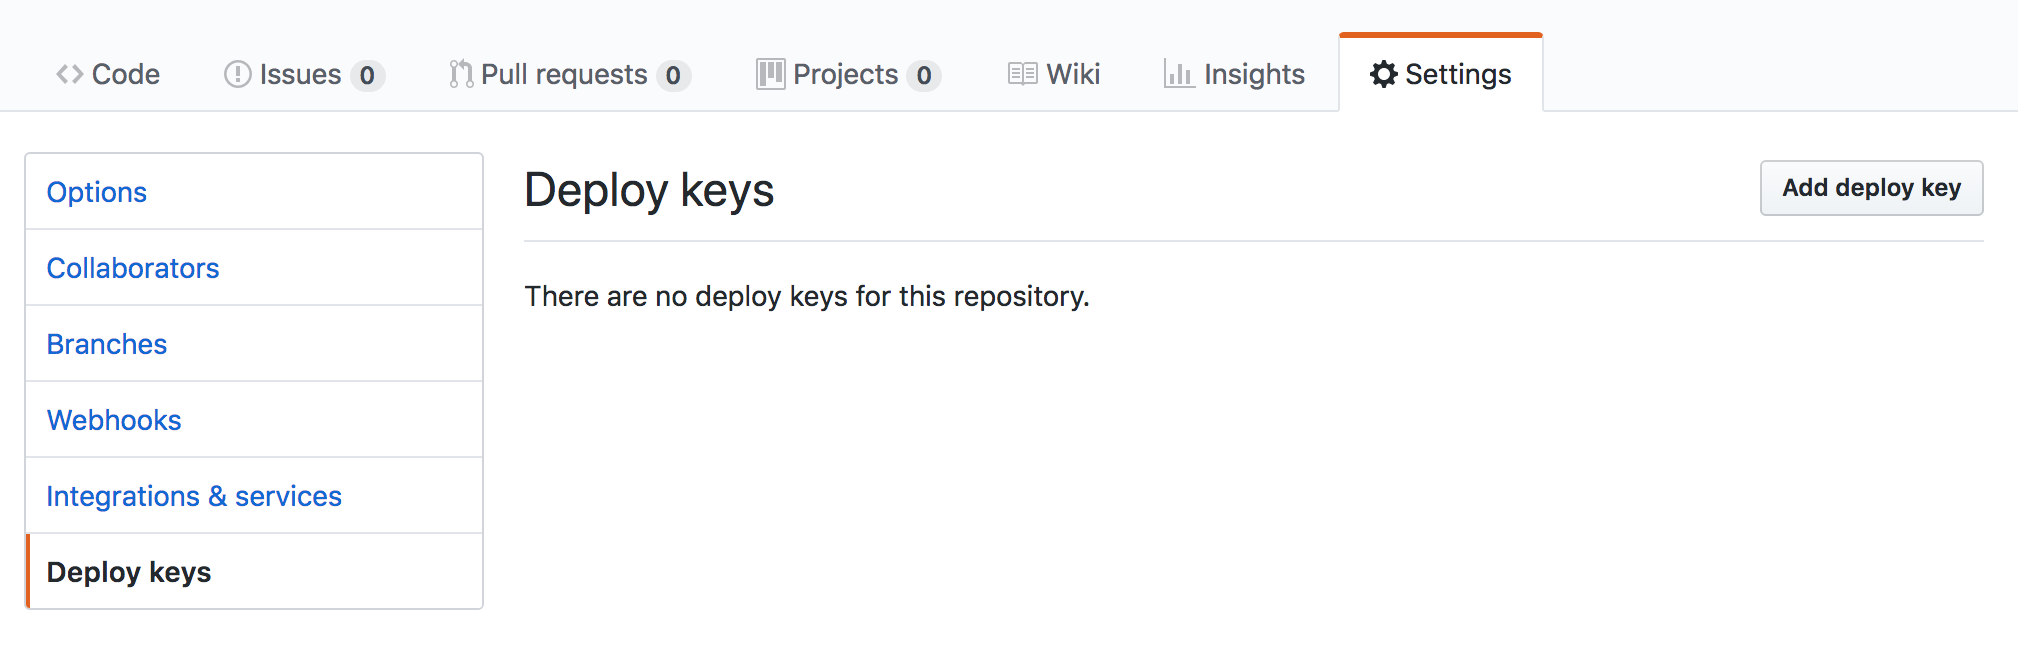 Code Issues 0 Pull requests 0 Projects 0 Wiki Insights Settings
Options
Collaborators
Branches
Webhooks
Integrations & services
Deploy keys
Deploy keys
Add deploy key
There are no deploy keys for this repository.